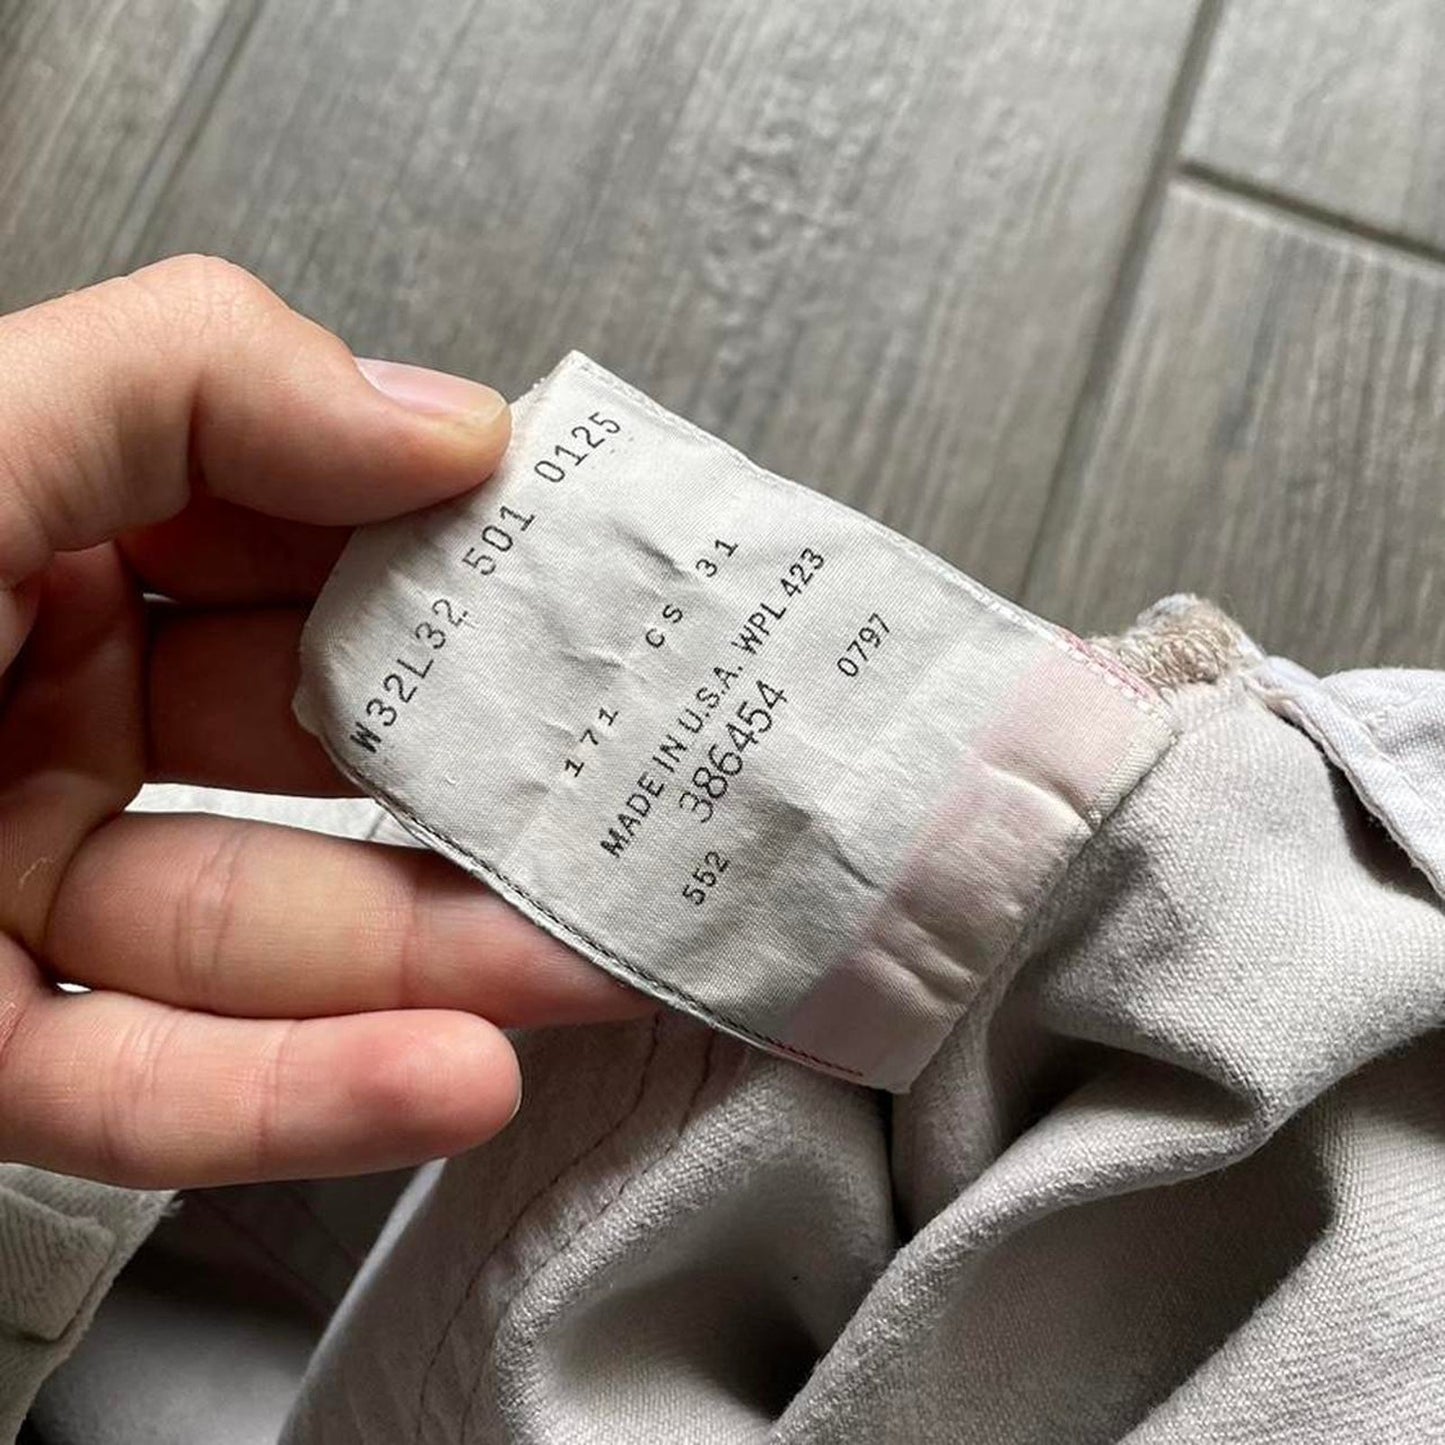 W32L32 501 0125
171 CS 31
MADE IN U.S.A. WPL 423
386454 0797
552